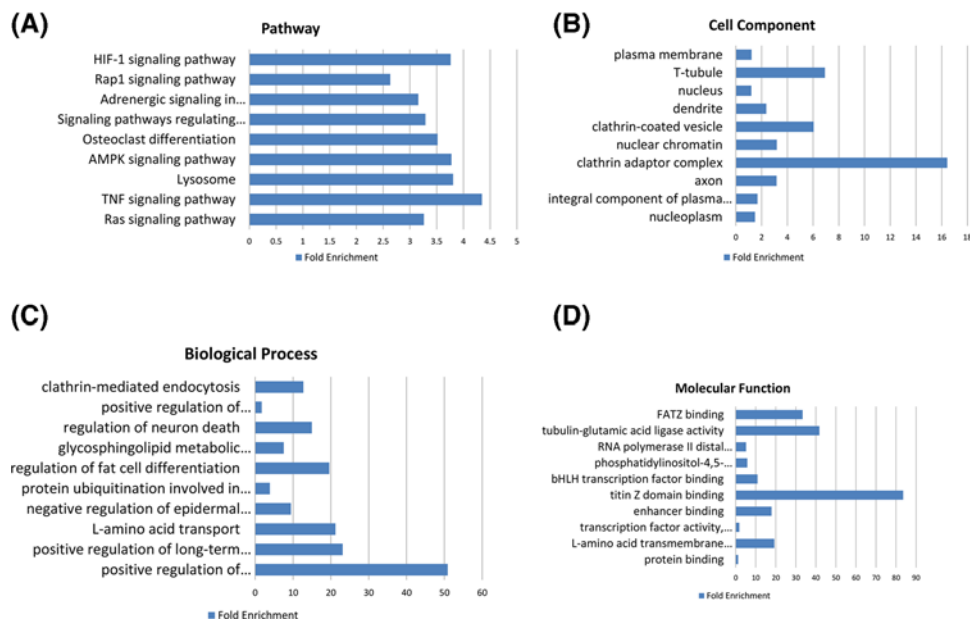 (A)
Pathway
HIF-1 signaling pathway
Rap1 signaling pathway
Adrenergic signaling in...
Signaling pathways regulating...
Osteoclast differentiation
AMPK signaling pathway
Lysosome
TNF signaling pathway
Ras signaling pathway
0 0.5 1 1.5 2 2.5 3 3.5 4 4.5 5
Fold Enrichment
(B)
Cell Component
plasma membrane
T-tubule
nucleus
dendrite
clathrin-coated vesicle
nuclear chromatin
clathrin adaptor complex
axon
integral component of plasma...
nucleoplasm
0 2 4 6 8 10 12 14 16 18
Fold Enrichment
(C)
Biological Process
clathrin-mediated endocytosis
positive regulation of...
regulation of neuron death
glycosphingolipid metabolic...
regulation of fat cell differentiation
protein ubiquitination involved in...
negative regulation of epidermal...
L-amino acid transport
positive regulation of long-term...
positive regulation of...
0 10 20 30 40 50 60
Fold Enrichment
(D)
Molecular Function
FATZ binding
tubulin-glutamic acid ligase activity
RNA polymerase II distal...
phosphatidylinositol-4,5-...
bHLH transcription factor binding
titin Z domain binding
enhancer binding
transcription factor activity,...
L-amino acid transmembrane...
protein binding
0 10 20 30 40 50 60 70 80 90
Fold Enrichment